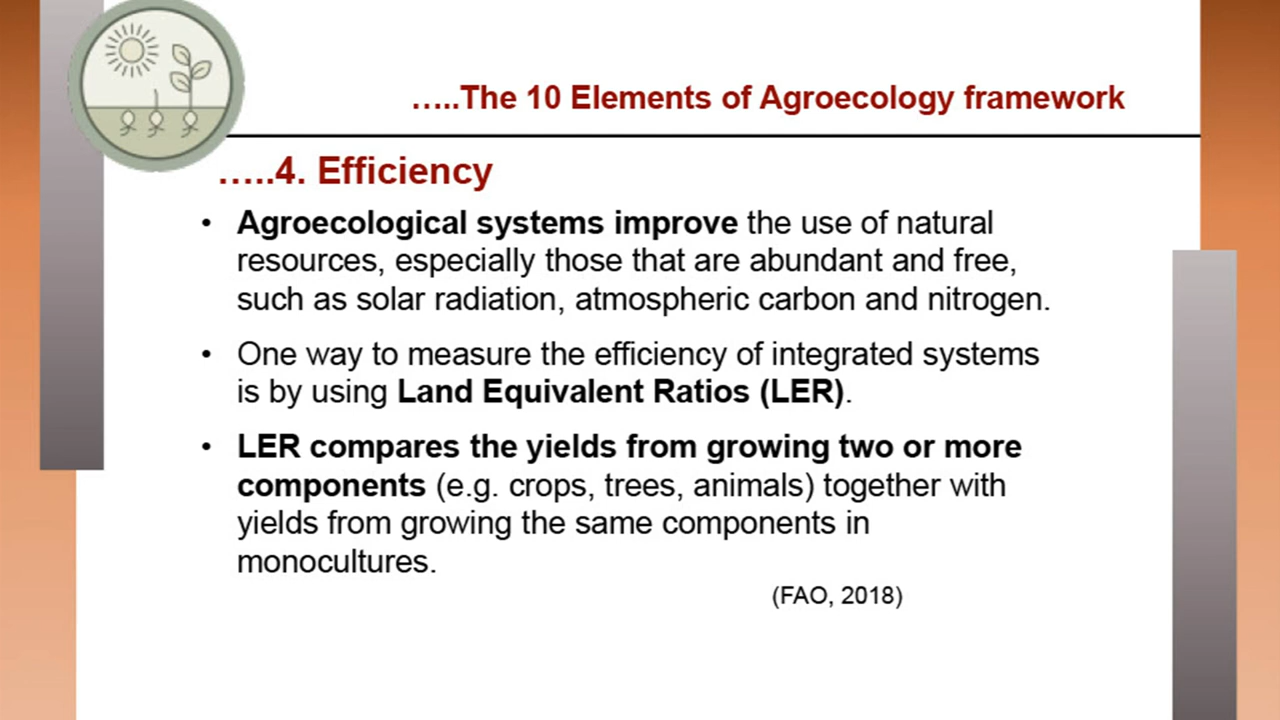 .....The 10 Elements of Agroecology framework
.....4. Efficiency
• Agroecological systems improve the use of natural
resources, especially those that are abundant and free,
such as solar radiation, atmospheric carbon and nitrogen.
• One way to measure the efficiency of integrated systems
is by using Land Equivalent Ratios (LER).
• LER compares the yields from growing two or more
components (e.g. crops, trees, animals) together with
yields from growing the same components in
monocultures.
(FAO, 2018)